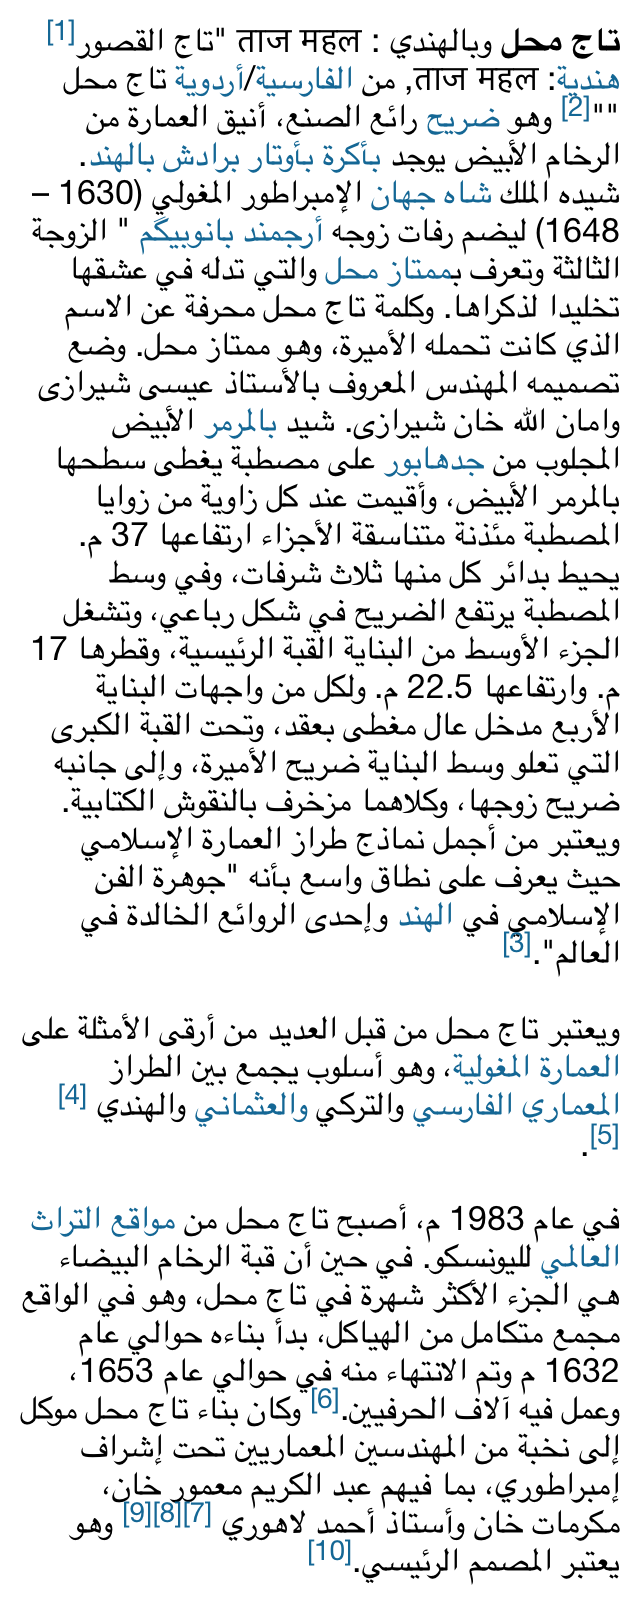 تاج محل وبالهندي : ताज महल "تاج القصور[1]
هندية: ताज महल, من الفارسية/أردوية تاج محل
""[2] وهو ضريح رائع الصنع، أنيق العمارة من
الرخام الأبيض يوجد بأكرة بأوتار برادش بالهند.
شيده الملك شاه جهان الإمبراطور المغولي (1630 –
1648) ليضم رفات زوجه أرجمند بانوبيگم " الزوجة
الثالثة وتعرف بممتاز محل والتي تدله في عشقها
تخليدا لذكراها. وكلمة تاج محل محرفة عن الاسم
الذي كانت تحمله الأميرة، وهو ممتاز محل. وضع
تصميمه المهندس المعروف بالأستاذ عيسى شيرازى
وامان الله خان شيرازى. شيد بالمرمر الأبيض
المجلوب من جدهابور على مصطبة يغطى سطحها
بالمرمر الأبيض، وأقيمت عند كل زاوية من زوايا
المصطبة مئذنة متناسقة الأجزاء ارتفاعها 37 م.
يحيط بدائر كل منها ثلاث شرفات، وفي وسط
المصطبة يرتفع الضريح في شكل رباعي، وتشغل
الجزء الأوسط من البناية القبة الرئيسية، وقطرها 17
م. وارتفاعها 22.5 م. ولكل من واجهات البناية
الأربع مدخل عال مغطى بعقد، وتحت القبة الكبرى
التي تعلو وسط البناية ضريح الأميرة، وإلى جانبه
ضريح زوجها، وكلاهما مزخرف بالنقوش الكتابية.
ويعتبر من أجمل نماذج طراز العمارة الإسلامي
حيث يعرف على نطاق واسع بأنه "جوهرة الفن
الإسلامي في الهند وإحدى الروائع الخالدة في
العالم".[3]
ويعتبر تاج محل من قبل العديد من أرقى الأمثلة على
العمارة المغولية، وهو أسلوب يجمع بين الطراز
المعماري الفارسي والتركي والعثماني والهندي [4]
[5].
في عام 1983 م، أصبح تاج محل من مواقع التراث
العالمي لليونسكو. في حين أن قبة الرخام البيضاء
هي الجزء الأكثر شهرة في تاج محل، وهو في الواقع
مجمع متكامل من الهياكل، بدأ بناءه حوالي عام
1632 م وتم الانتهاء منه في حوالي عام 1653،
وعمل فيه آلاف الحرفيين.[6] وكان بناء تاج محل موكل
إلى نخبة من المهندسين المعماريين تحت إشراف
إمبراطوري، بما فيهم عبد الكريم معمور خان،
مكرمات خان وأستاذ أحمد لاهوري [7][8][9] وهو
يعتبر المصمم الرئيسي.[10]